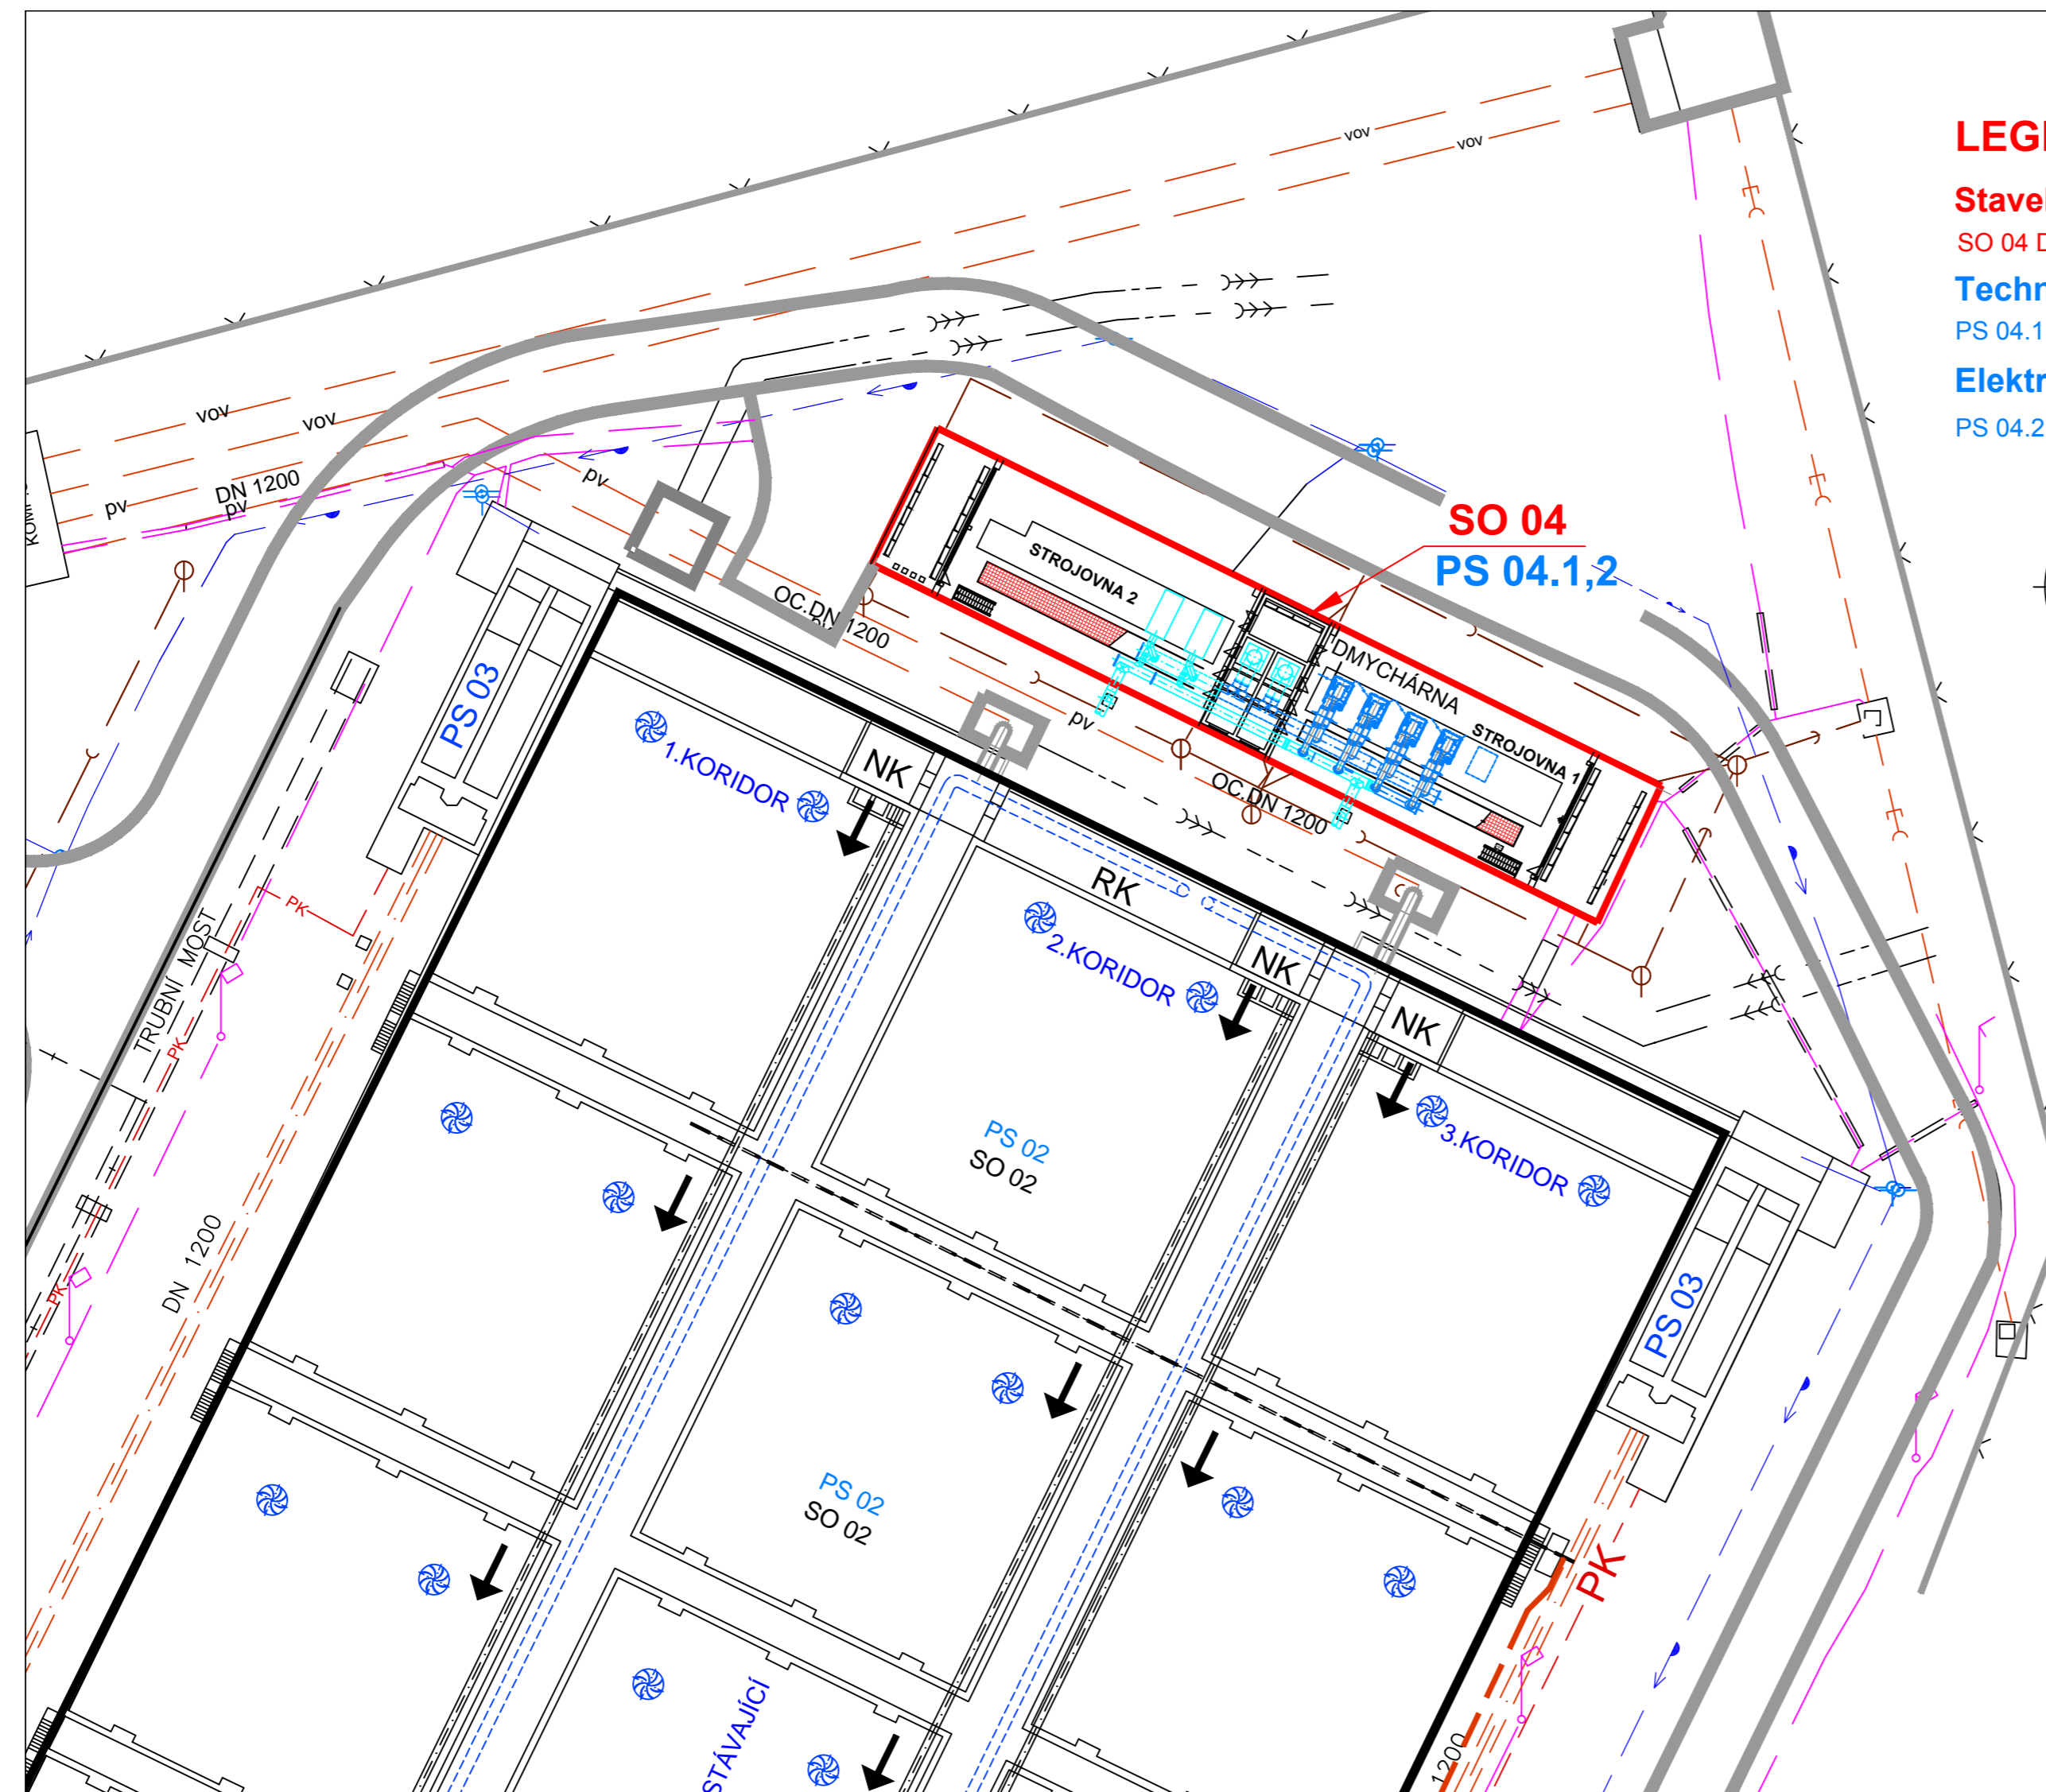 vov
vov
LEG
Stave
SO 04
Techn
PS 04.1
Elektr
PS 04.2
vov
vov
DN 1200
pv
pv
pv
SO 04
PS 04.1,2
STROJOVNA 2
OC.DN 1200
DMYCHÁRNA
STROJOVNA 1
pv
OC.DN 1200
PS 03
1.KORIDOR
NK
RK
2.KORIDOR
NK
NK
3.KORIDOR
PK
TRUBNÍ MOST
PK
PK
DN 1200
PS 02
SO 02
PS 03
PS 02
SO 02
PK
STÁVAJÍCÍ
1200